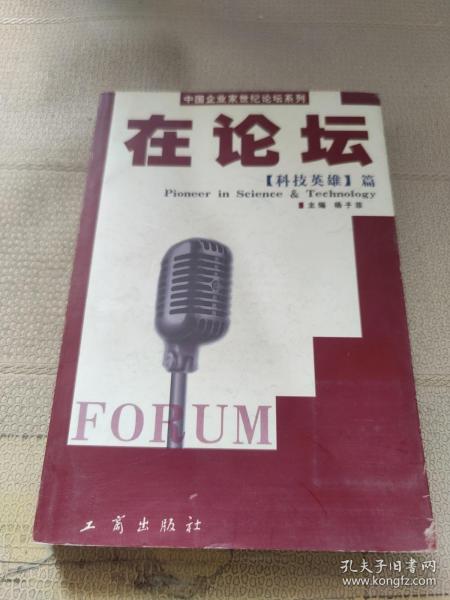 中国企业家世纪论坛系列
在论坛
【科技英雄】篇
Pioneer in Science & Technology
主编 杨子菲
FORUM
工商出版社
孔夫子旧书网
www.kongfz.com